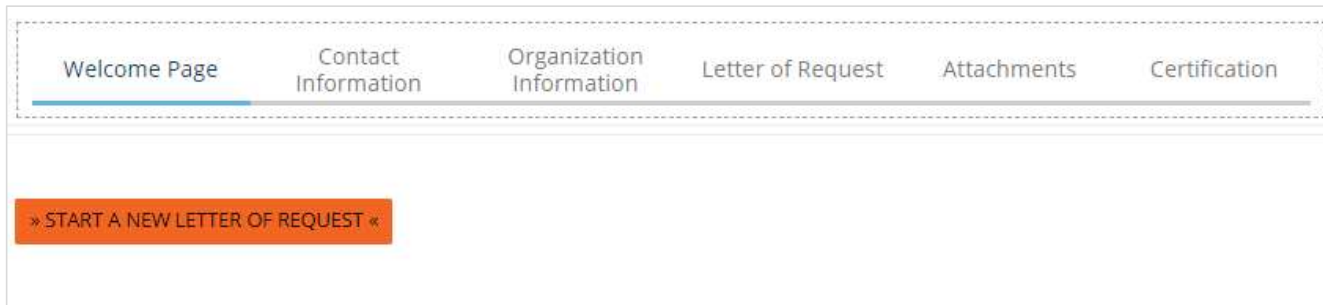 Welcome Page
Contact
Information
Organization
Information
Letter of Request
Attachments
Certification
» START A NEW LETTER OF REQUEST «